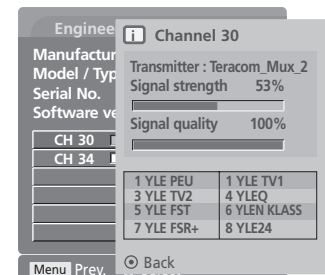 Enginee
i Channel 30
Manufactur
Model / Typ
Serial No.
Software ve
Transmitter : Teracom_Mux_2
Signal strength 53%
Signal quality 100%
CH 30
CH 34
1 YLE PEU 1 YLE TV1
3 YLE TV2 4 YLEQ
5 YLE FST 6 YLEN KLASS
7 YLE FSR+ 8 YLE24
Back
Menu Prev.